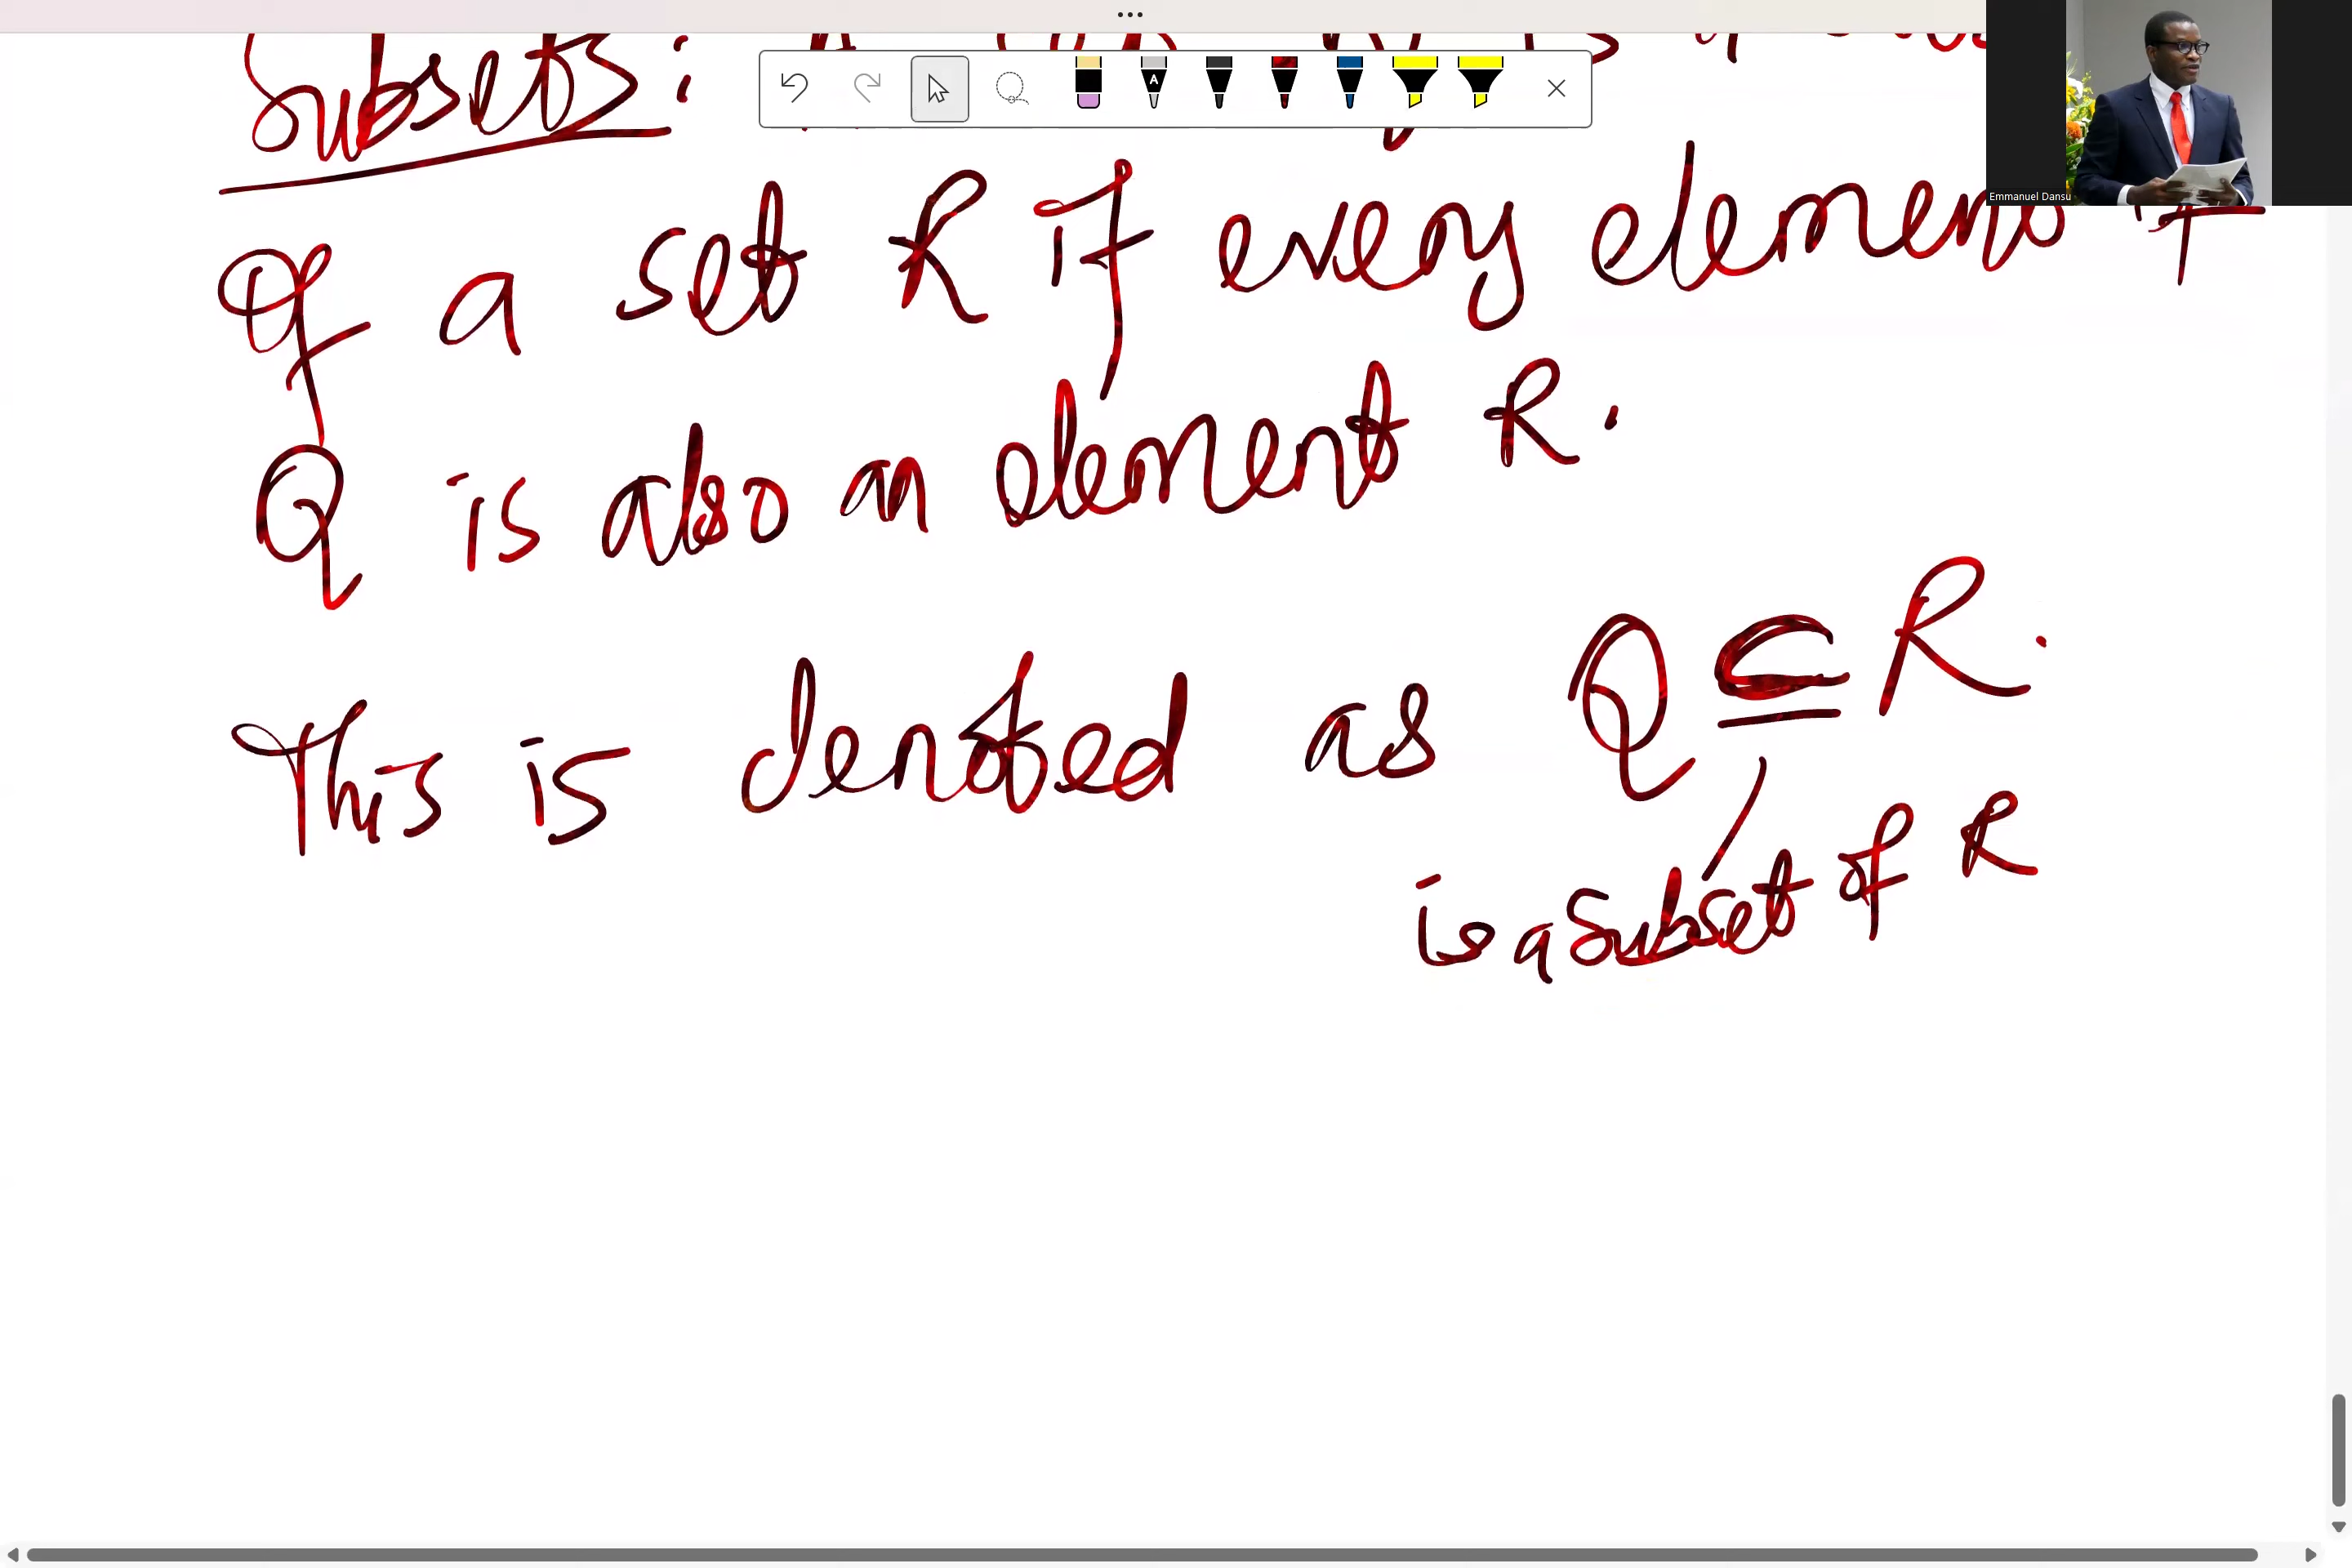 Subsets:
A
Emmanuel Dansu
of a set R if every element of
Q is also an element R.
This is denoted as Q ⊆ R.
is a subset of R